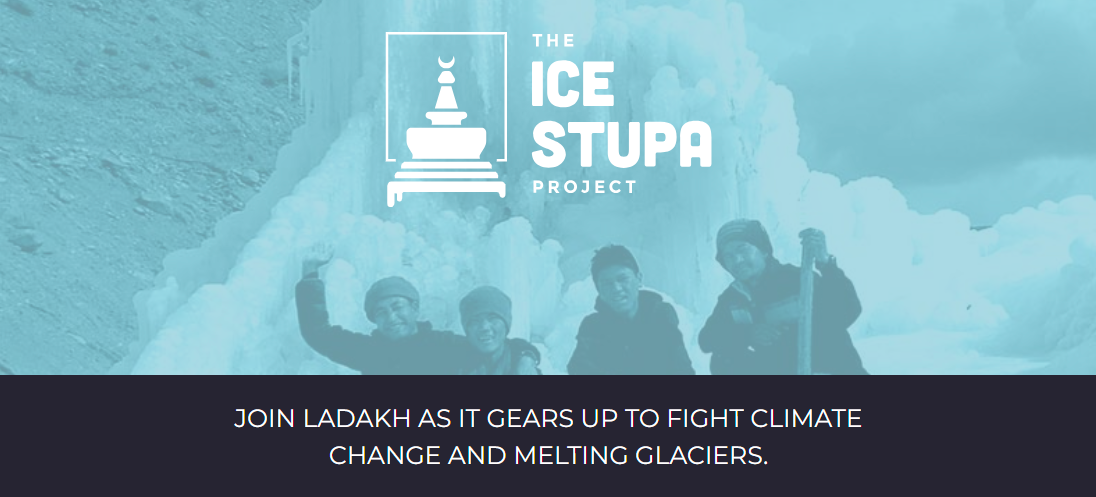 THE
ICE
STUPA
PROJECT
JOIN LADAKH AS IT GEARS UP TO FIGHT CLIMATE
CHANGE AND MELTING GLACIERS.